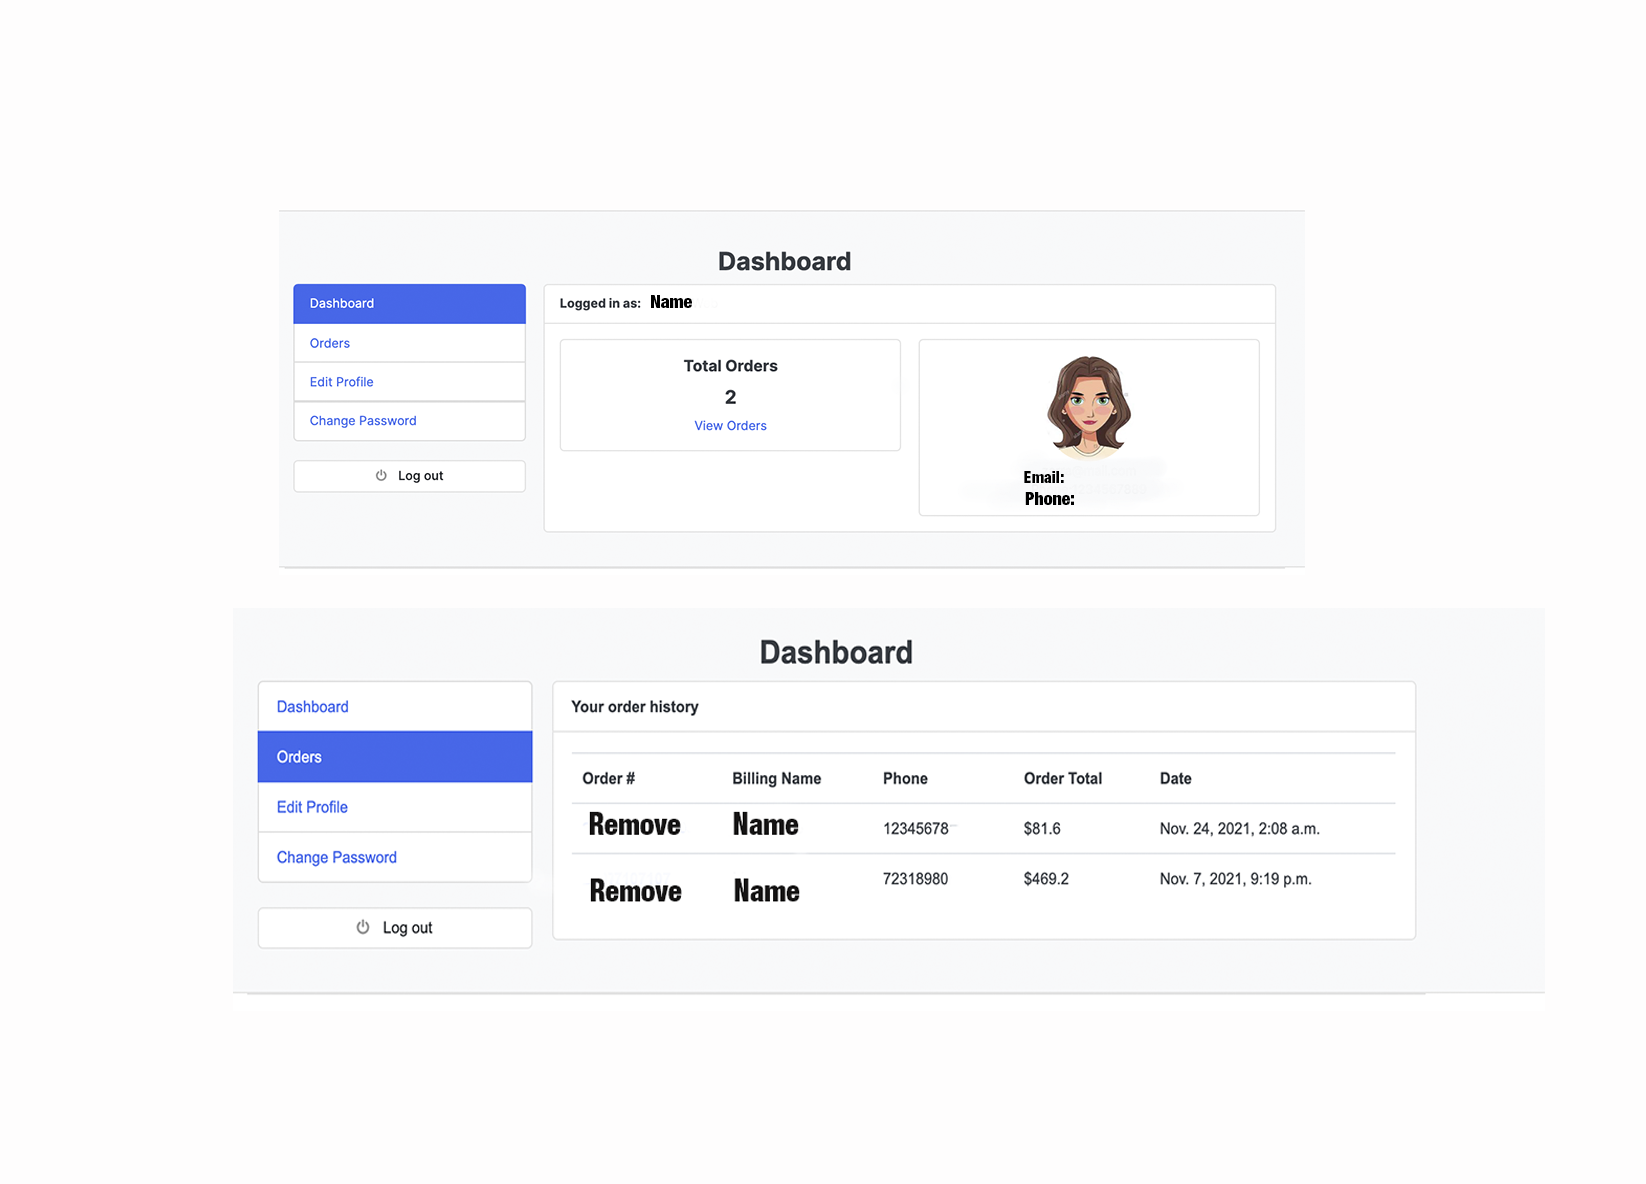 Dashboard
Dashboard
Orders
Edit Profile
Change Password
Log out
Logged in as: Name
Total Orders
2
View Orders
Email:
Phone:
Dashboard
Dashboard
Orders
Edit Profile
Change Password
Log out
Your order history
Order # Billing Name Phone Order Total Date
Remove Name 12345678 $81.6 Nov. 24, 2021, 2:08 a.m.
Remove Name 72318980 $469.2 Nov. 7, 2021, 9:19 p.m.